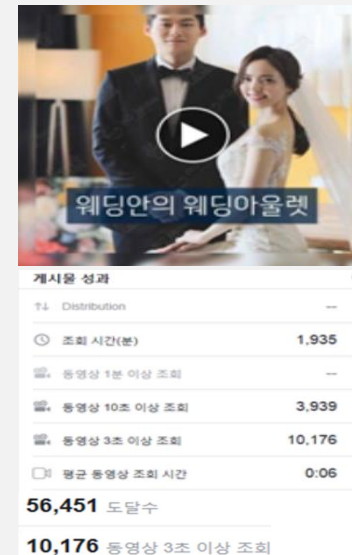 웨딩안의 웨딩아울렛
게시물 성과
↑↓ Distribution --
조회 시간(분) 1,935
동영상 1분 이상 조회 --
동영상 10초 이상 조회 3,939
동영상 3초 이상 조회 10,176
평균 동영상 조회 시간 0:06
56,451 도달수
10,176 동영상 3초 이상 조회